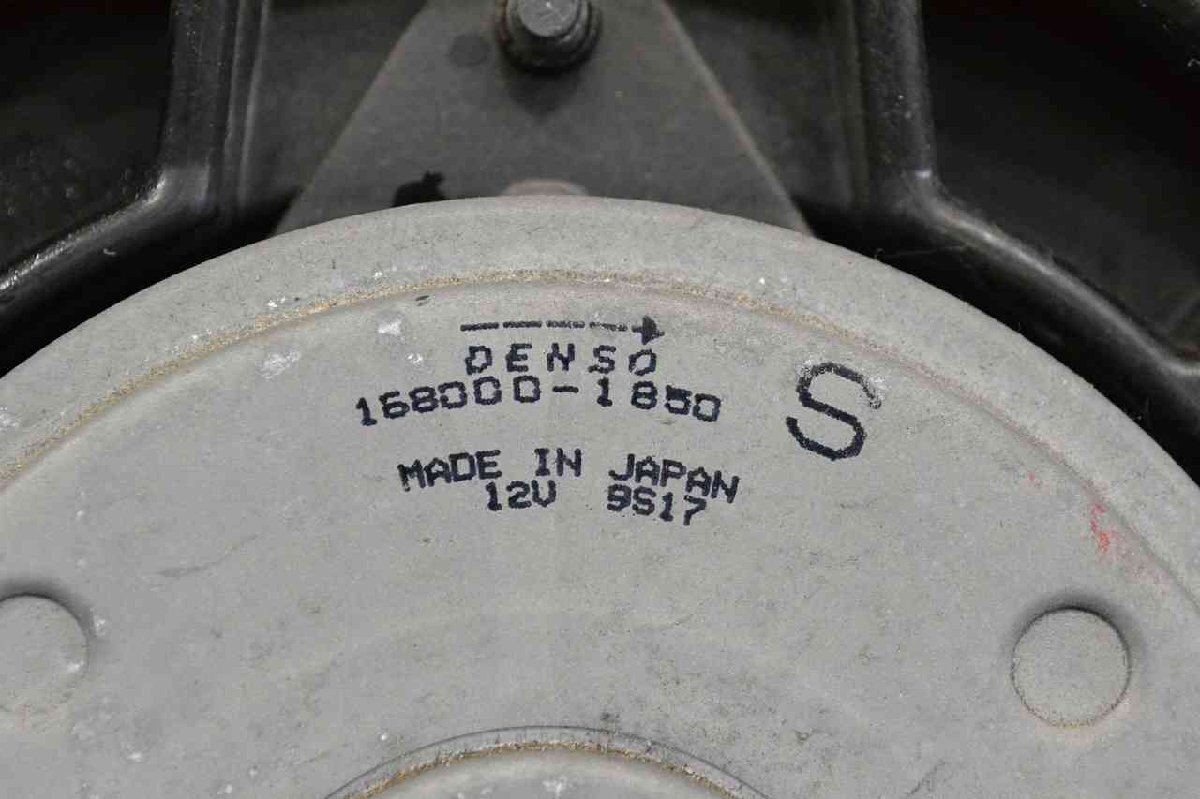 DENSO
168000-1850
S
MADE IN JAPAN
12V 9S17